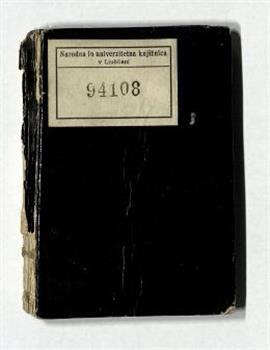 Narodna in univerzitetna knjižnica
v Ljubljani
94108